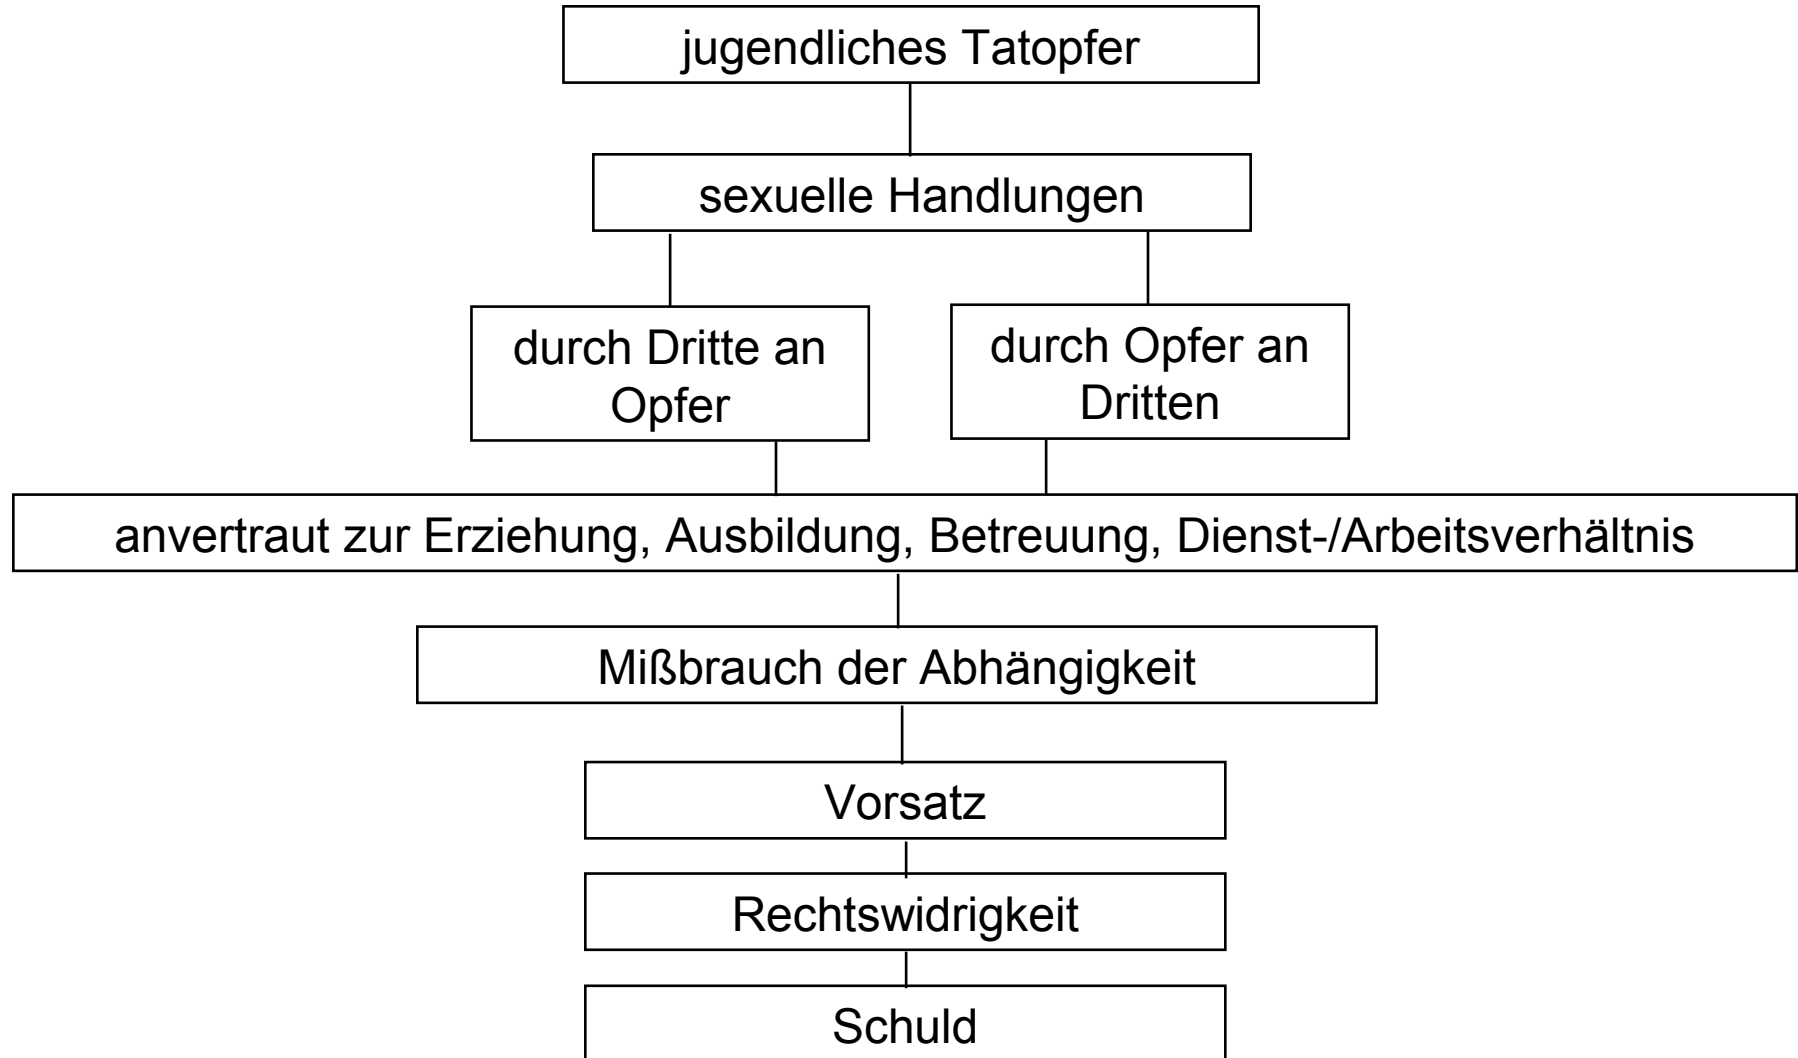 jugendliches Tatopfer
sexuelle Handlungen
durch Dritte an
Opfer
durch Opfer an
Dritten
anvertraut zur Erziehung, Ausbildung, Betreuung, Dienst-/Arbeitsverhältnis
Mißbrauch der Abhängigkeit
Vorsatz
Rechtswidrigkeit
Schuld